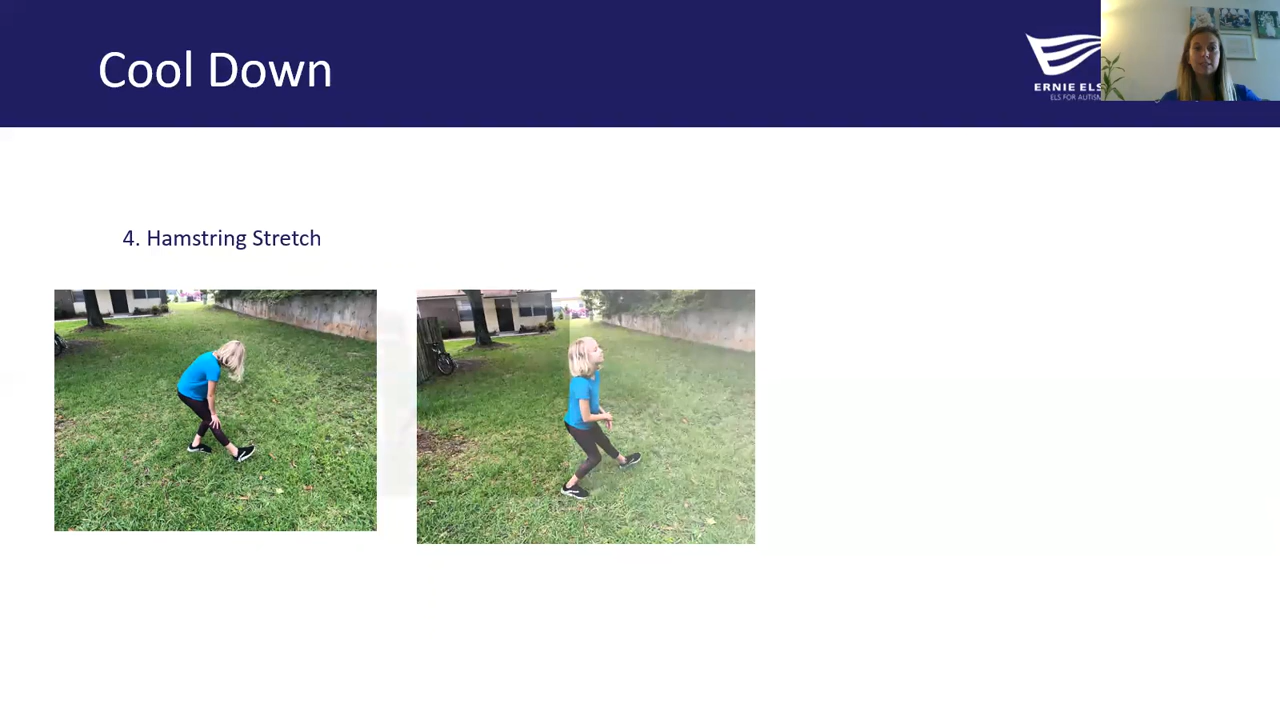 Cool Down
ERNIE ELS
ELS FOR AUTISM
4. Hamstring Stretch